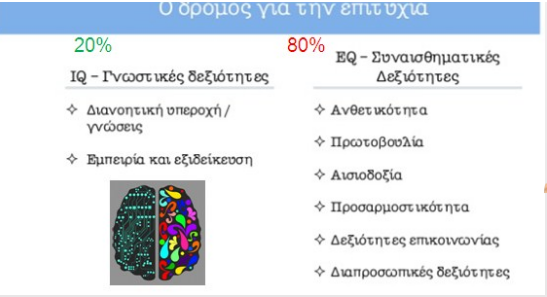 Ο δρόμος για την επιτυχία
20%
IQ – Γνωστικές δεξιότητες
✧ Διανοητική υπεροχή /
γνώσεις
✧ Εμπειρία και εξιδείκευση
80%
EQ – Συναισθηματικές
Δεξιότητες
✧ Ανθετικότητα
✧ Πρωτοβουλία
✧ Αισιοδοξία
✧ Προσαρμοστικότητα
✧ Δεξιότητες επικοινωνίας
✧ Διαπροσωπικές δεξιότητες